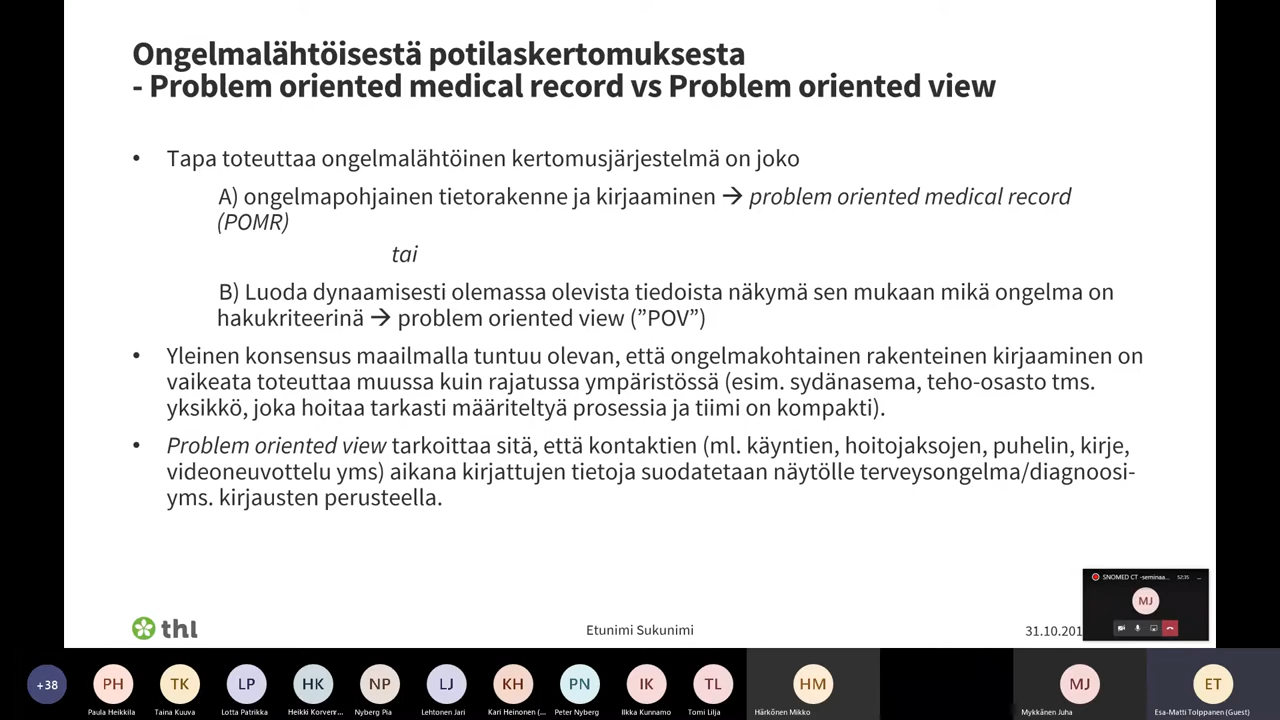 Ongelmalähtöisestä potilaskertomuksesta
- Problem oriented medical record vs Problem oriented view
• Tapa toteuttaa ongelmalähtöinen kertomusjärjestelmä on joko
A) ongelmapohjainen tietorakenne ja kirjaaminen → problem oriented medical record
(POMR)
tai
B) Luoda dynaamisesti olemassa olevista tiedoista näkymä sen mukaan mikä ongelma on
hakukriteerinä → problem oriented view (”POV”)
• Yleinen konsensus maailmalla tuntuu olevan, että ongelmakohtainen rakenteinen kirjaaminen on
vaikeata toteuttaa muussa kuin rajatussa ympäristössä (esim. sydänasema, teho-osasto tms.
yksikkö, joka hoitaa tarkasti määriteltyä prosessia ja tiimi on kompakti).
• Problem oriented view tarkoittaa sitä, että kontaktien (ml. käyntien, hoitojaksojen, puhelin, kirje,
videoneuvottelu yms) aikana kirjattujen tietoja suodatetaan näytölle terveysongelma/diagnoosi-
yms. kirjausten perusteella.
SNOMED CT -seminaa... 52:35 ...
MJ
thl
Etunimi Sukunimi
31.10.201
+38 PH TK LP HK NP LJ KH PN IK TL HM MJ ET
Paula Heikkila Taina Kuuva Lotta Patrikka Heikki Korvenr... Nyberg Pia Lehtonen Jari Kari Heinonen (... Peter Nyberg Ilkka Kunnamo Tomi Lilja Härkönen Mikko Mykkänen Juha Esa-Matti Tolppanen (Guest)